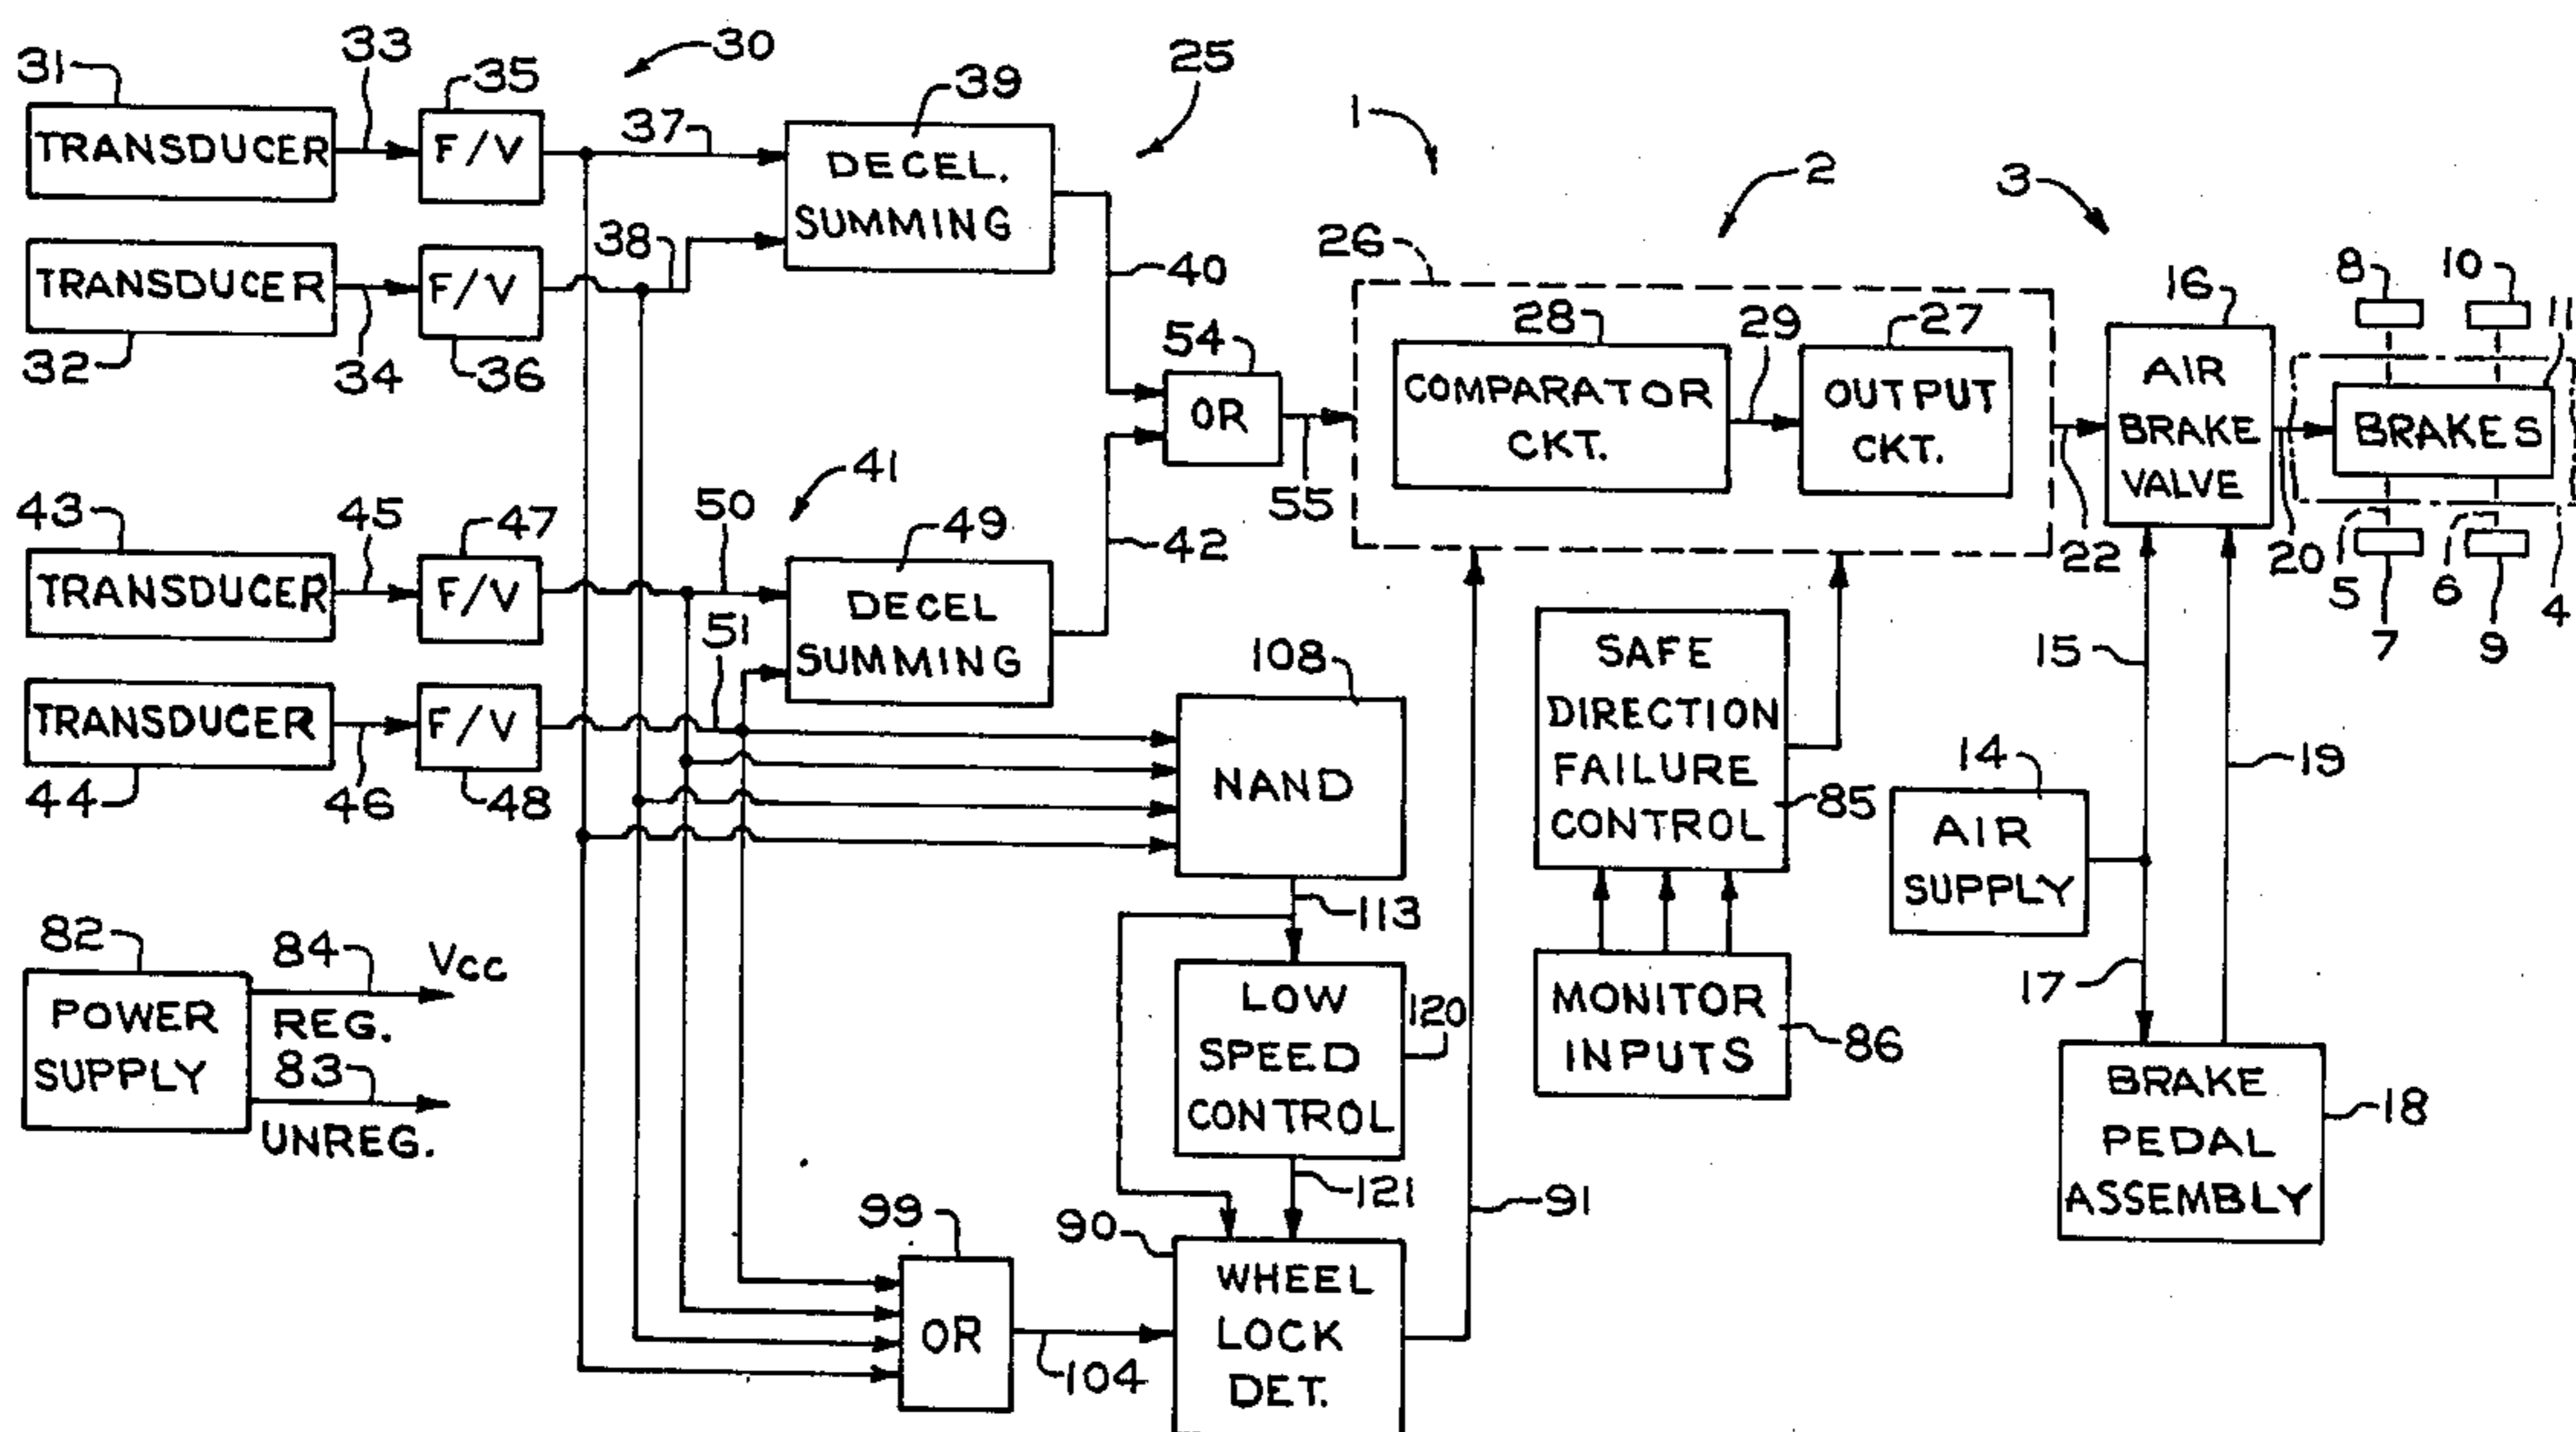 31
33
35
30
39
25
TRANSDUCER
F/V
37
DECEL.
SUMMING
1
2
3
TRANSDUCER
F/V
38
32
34
36
40
26
28
29
27
COMPARATOR
CKT.
OUTPUT
CKT.
54
OR
55
22
16
AIR
BRAKE
VALVE
8
10
11
BRAKES
20
5
7
6
9
4
43
45
47
50
41
49
42
TRANSDUCER
F/V
51
DECEL
SUMMING
TRANSDUCER
F/V
44
46
48
108
NAND
113
SAFE
DIRECTION
FAILURE
CONTROL
85
MONITOR
INPUTS
86
15
19
14
AIR
SUPPLY
17
BRAKE
PEDAL
ASSEMBLY
18
82
84
Vcc
POWER
SUPPLY
REG.
83
UNREG.
LOW
SPEED
CONTROL
120
121
91
99
OR
104
90
WHEEL
LOCK
DET.